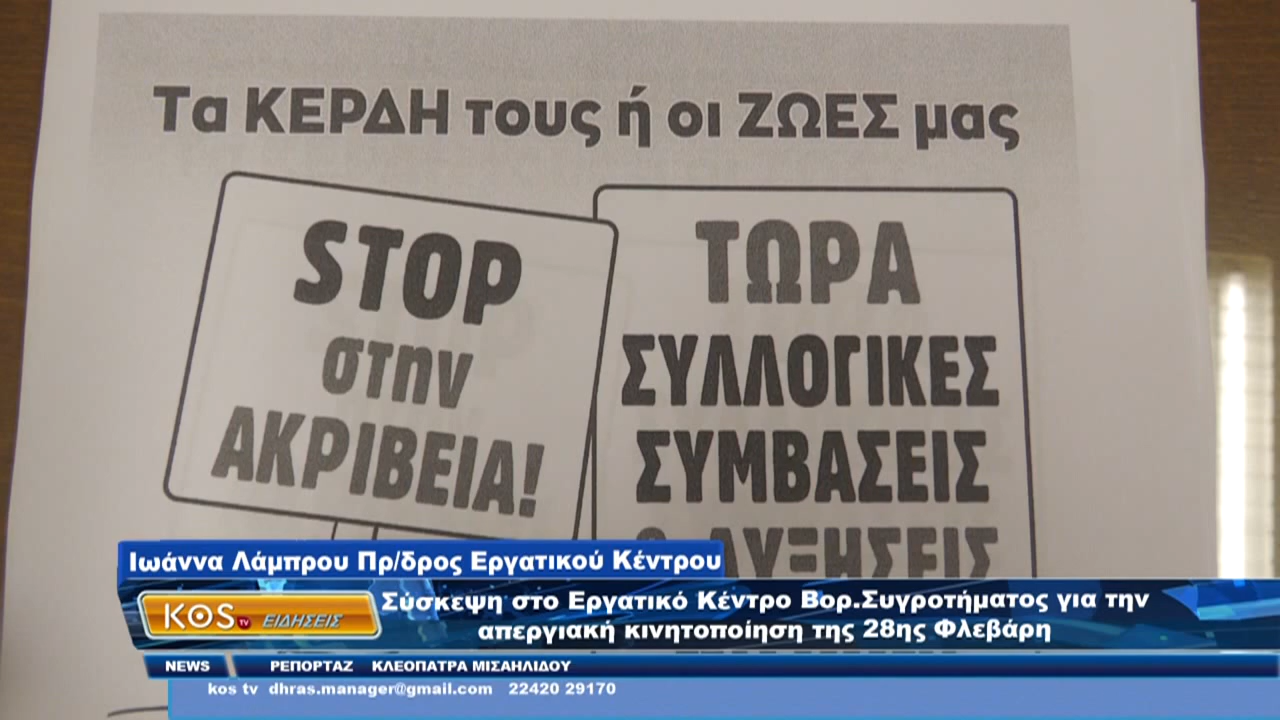 Τα ΚΕΡΔΗ τους ή οι ΖΩΕΣ μας
STOP
στην
ΑΚΡΙΒΕΙΑ!
ΤΩΡΑ
ΣΥΛΛΟΓΙΚΕΣ
ΣΥΜΒΑΣΕΙΣ
ΑΥΞΗΣΕΙΣ
Ιωάννα Λάμπρου Πρ/δρος Εργατικού Κέντρου
KOS TV ΕΙΔΗΣΕΙΣ
Σύσκεψη στο Εργατικό Κέντρο Βορ.Συγροτήματος για την
απεργιακή κινητοποίηση της 28ης Φλεβάρη
NEWS ΡΕΠΟΡΤΑΖ ΚΛΕΟΠΑΤΡΑ ΜΙΣΑΗΛΙΔΟΥ
kos tv dhras.manager@gmail.com 22420 29170